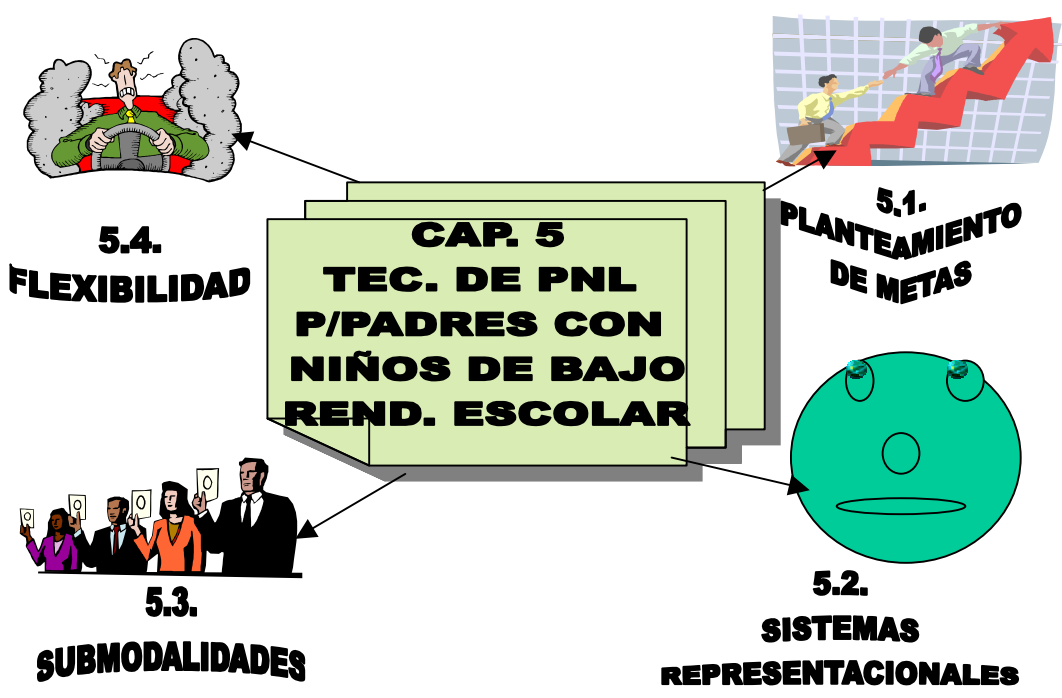 CAP. 5
TEC. DE PNL
P/PADRES CON
NIÑOS DE BAJO
REND. ESCOLAR
5.1.
PLANTEAMIENTO
DE METAS
5.2.
SISTEMAS
REPRESENTACIONALES
5.3.
SUBMODALIDADES
5.4.
FLEXIBILIDAD